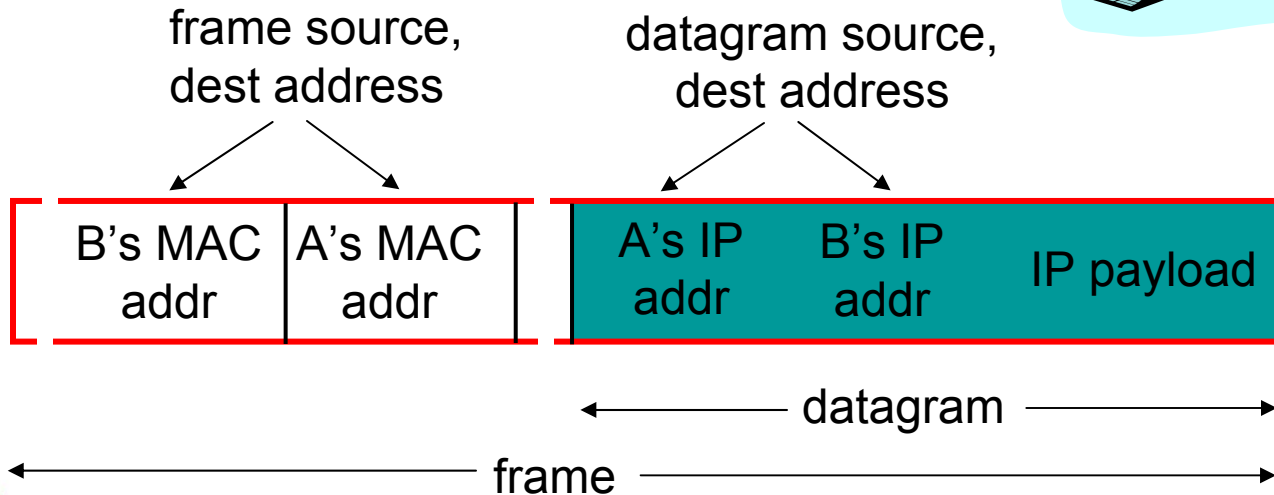 frame source,
dest address
datagram source,
dest address
B's MAC
addr
A's MAC
addr
A's IP
addr
B's IP
addr
IP payload
datagram
frame